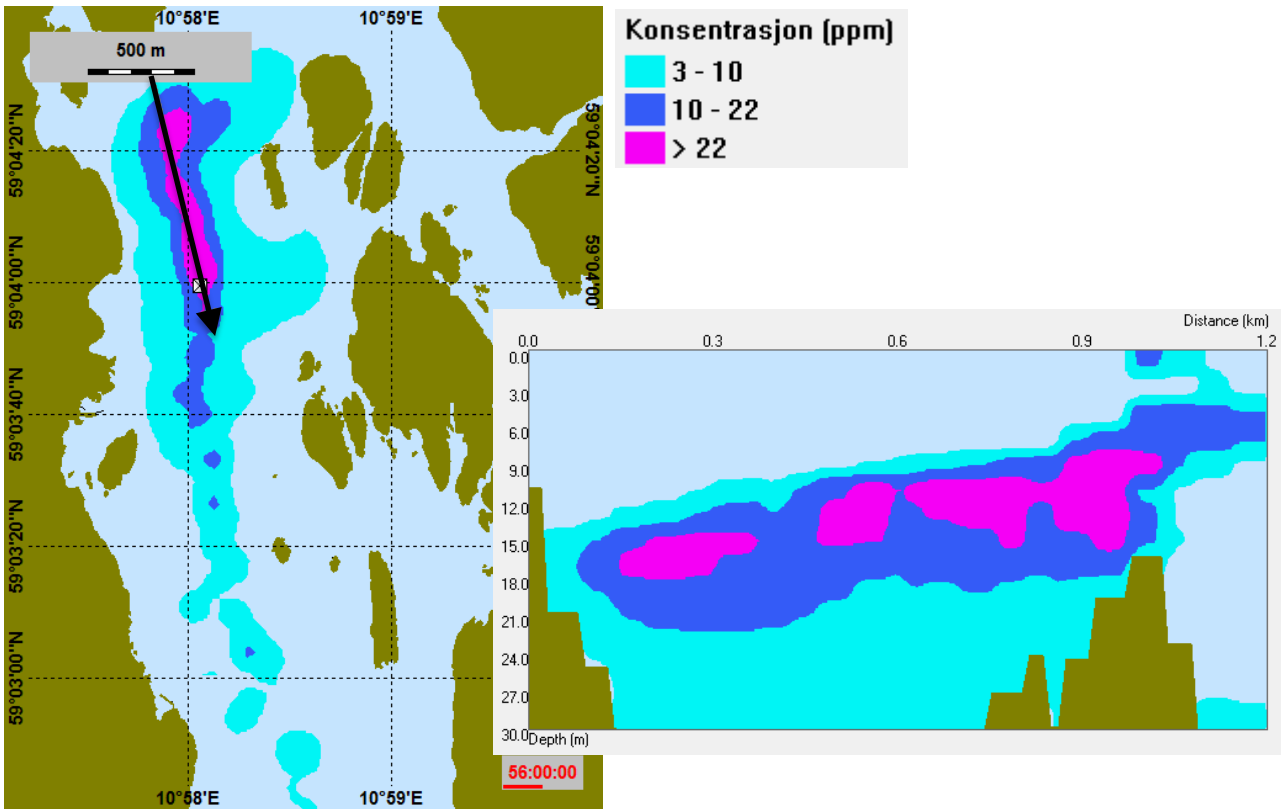 10°58'E
10°59'E
500 m
59°04'20"N
59°04'20"N
59°04'00"N
59°04'00"
59°03'40"N
59°03'20"N
59°03'00"N
10°58'E
10°59'E
56:00:00
Konsentrasjon (ppm)
3 - 10
10 - 22
> 22
Distance (km)
0.0 0.3 0.6 0.9 1.2
0.0
3.0
6.0
9.0
12.0
15.0
18.0
21.0
24.0
27.0
30.0 Depth (m)